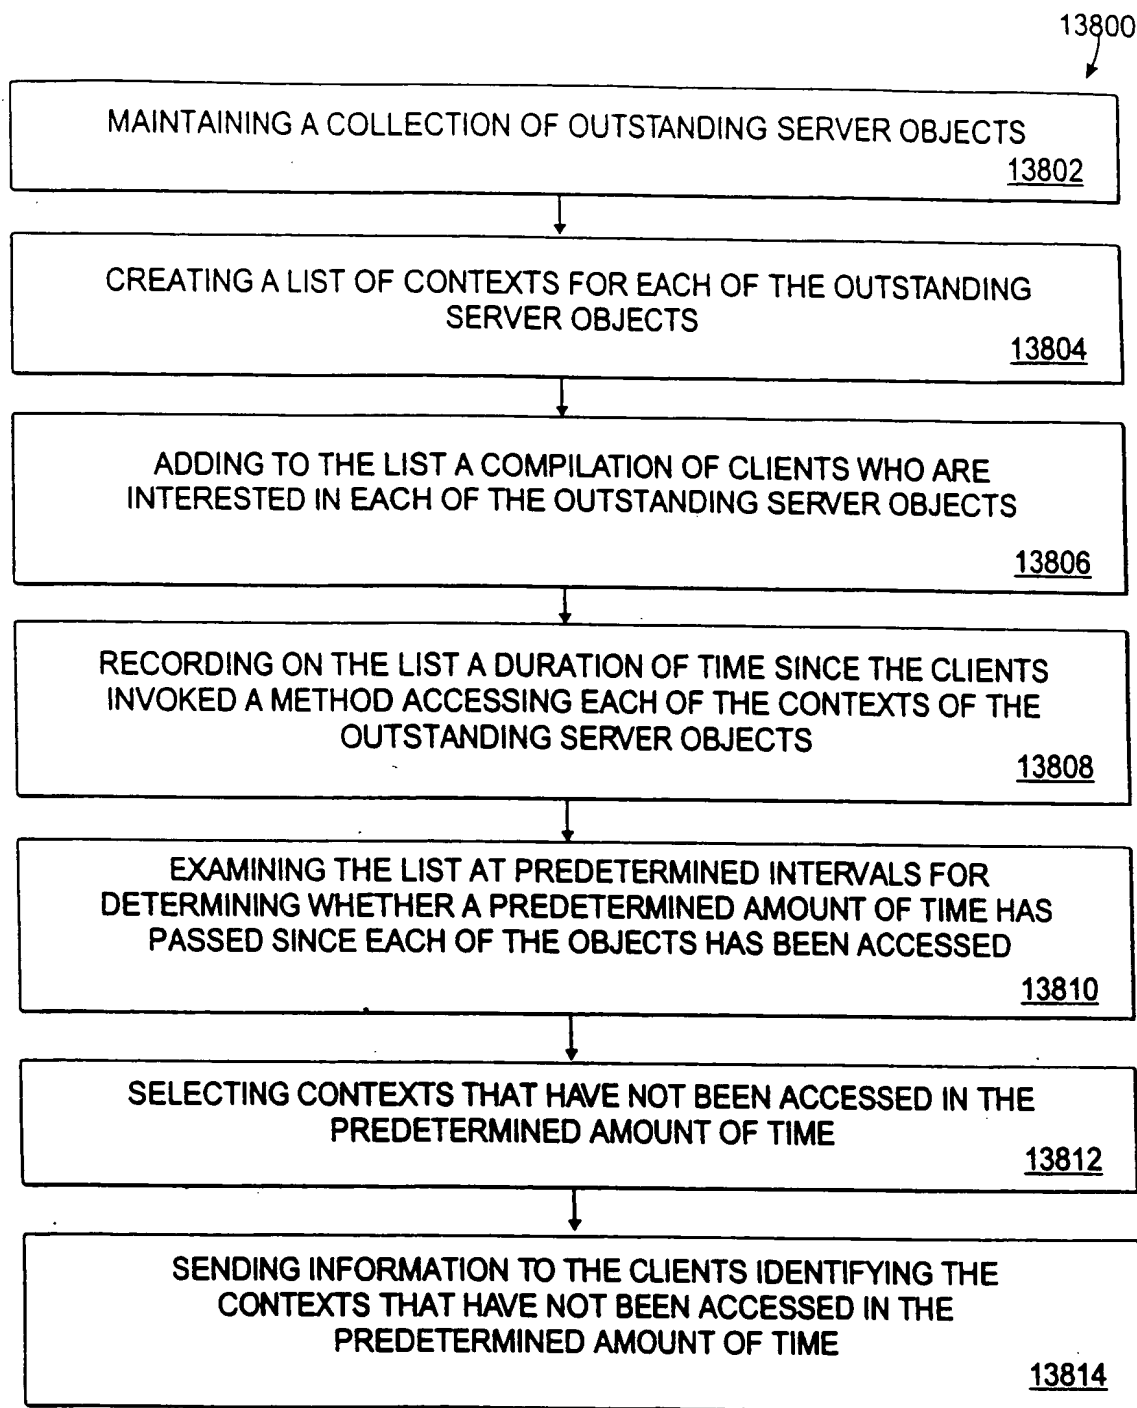 13800
MAINTAINING A COLLECTION OF OUTSTANDING SERVER OBJECTS
13802
CREATING A LIST OF CONTEXTS FOR EACH OF THE OUTSTANDING
SERVER OBJECTS
13804
ADDING TO THE LIST A COMPILATION OF CLIENTS WHO ARE
INTERESTED IN EACH OF THE OUTSTANDING SERVER OBJECTS
13806
RECORDING ON THE LIST A DURATION OF TIME SINCE THE CLIENTS
INVOKED A METHOD ACCESSING EACH OF THE CONTEXTS OF THE
OUTSTANDING SERVER OBJECTS
13808
EXAMINING THE LIST AT PREDETERMINED INTERVALS FOR
DETERMINING WHETHER A PREDETERMINED AMOUNT OF TIME HAS
PASSED SINCE EACH OF THE OBJECTS HAS BEEN ACCESSED
13810
SELECTING CONTEXTS THAT HAVE NOT BEEN ACCESSED IN THE
PREDETERMINED AMOUNT OF TIME
13812
SENDING INFORMATION TO THE CLIENTS IDENTIFYING THE
CONTEXTS THAT HAVE NOT BEEN ACCESSED IN THE
PREDETERMINED AMOUNT OF TIME
13814